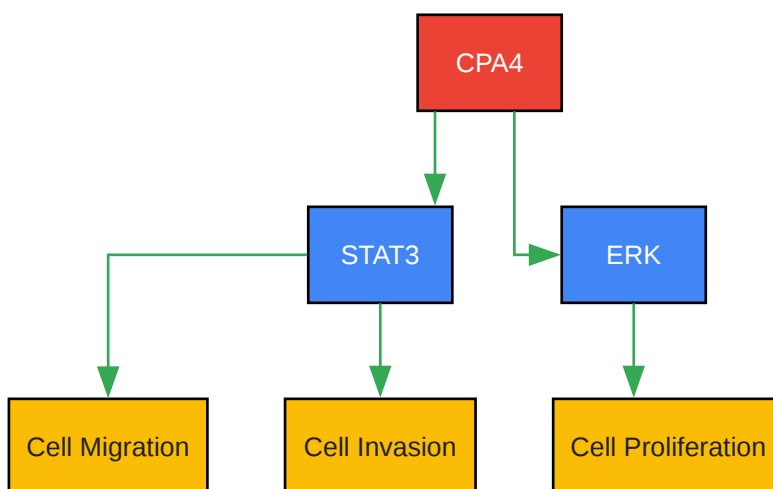 CPA4
STAT3
ERK
Cell Migration
Cell Invasion
Cell Proliferation